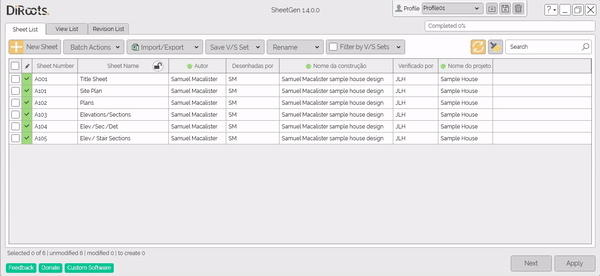 DiRoots. SheetGen 1.4.0.0 Profile Profile01 ?
Completed 0%
Sheet List View List Revision List
New Sheet Batch Actions Import/Export Save V/S Set Rename Filter by V/S Sets Search
Sheet Number Sheet Name Autor Desenhadas por Nome da construção Verificado por Nome do projeto
A001 Title Sheet Samuel Macalister SM Samuel Macalister sample house design JLH Sample House
A101 Site Plan Samuel Macalister SM Samuel Macalister sample house design JLH Sample House
A102 Plans Samuel Macalister SM Samuel Macalister sample house design JLH Sample House
A103 Elevations/Sections Samuel Macalister SM Samuel Macalister sample house design JLH Sample House
A104 Elev./Sec./Det Samuel Macalister SM Samuel Macalister sample house design JLH Sample House
A105 Elev./ Stair Sections Samuel Macalister SM Samuel Macalister sample house design JLH Sample House
Selected 0 of 6 | unmodified 6 | modified 0 | to create 0
Feedback Donate Custom Software Next Apply